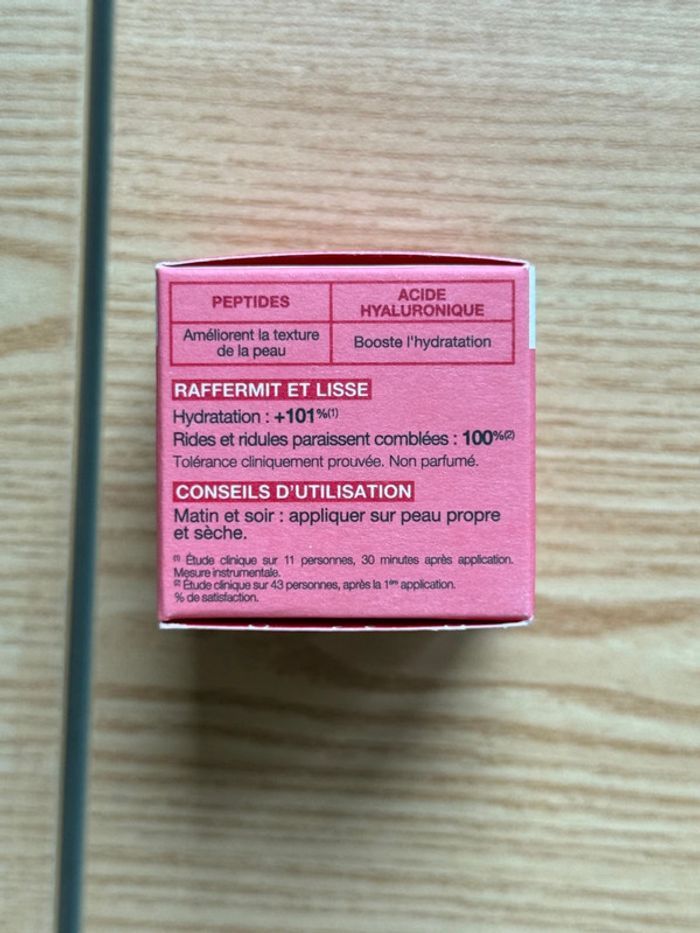 PEPTIDES
ACIDE
HYALURONIQUE
Améliorent la texture
de la peau
Booste l'hydratation
RAFFERMIT ET LISSE
Hydratation : +101%(1)
Rides et ridules paraissent comblées : 100%(2)
Tolérance cliniquement prouvée. Non parfumé.
CONSEILS D'UTILISATION
Matin et soir : appliquer sur peau propre
et sèche.
(1) Étude clinique sur 11 personnes, 30 minutes après application.
Mesure instrumentale.
(2) Étude clinique sur 43 personnes, après la 1ère application.
% de satisfaction.